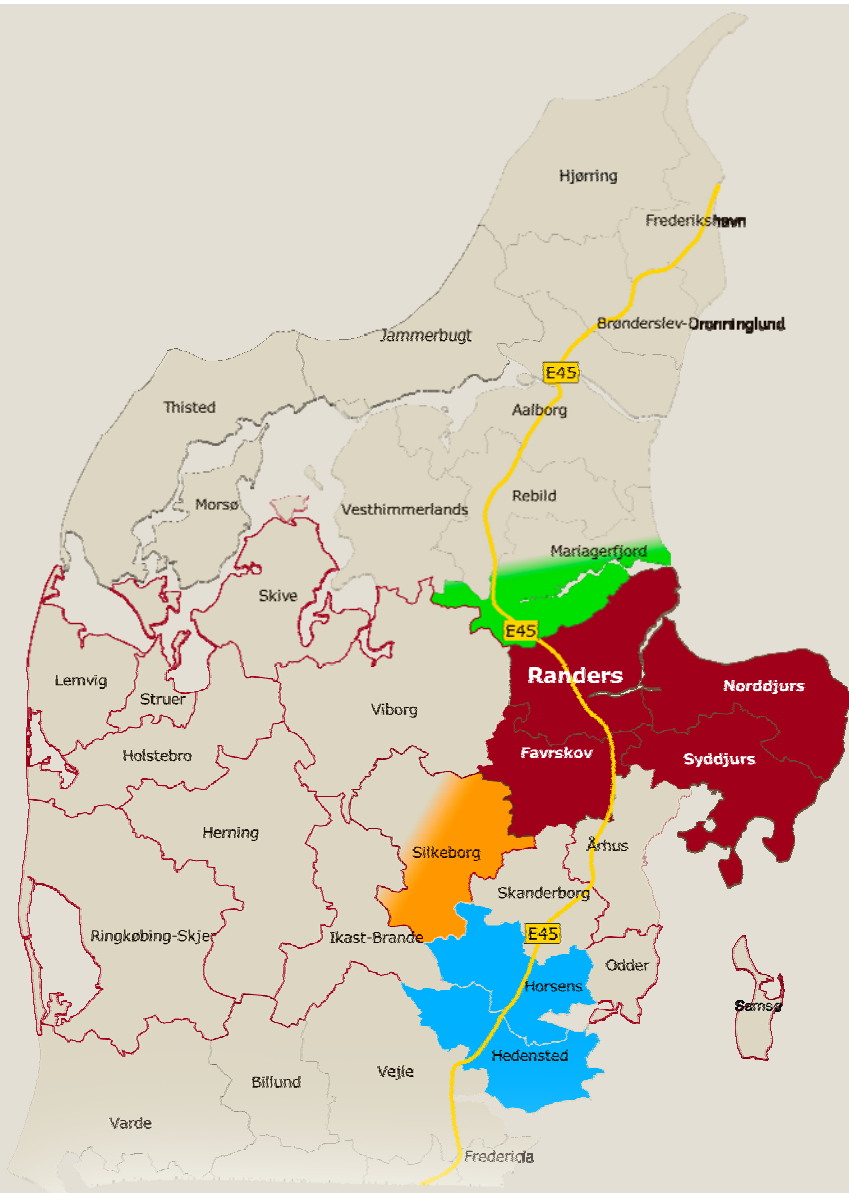 Hjørring
Frederikshavn
Brønderslev-Dronninglund
Jammerbugt
E45
Thisted
Aalborg
Morsø
Vesthimmerlands
Rebild
Mariagerfjord
Skive
E45
Lemvig
Struer
Randers
Norddjurs
Viborg
Holstebro
Favrskov
Syddjurs
Herning
Silkeborg
Århus
Skanderborg
Ringkøbing-Skjer
Ikast-Brande
E45
Odder
Horsens
Samsø
Hedensted
Vejle
Billund
Varde
Fredericia